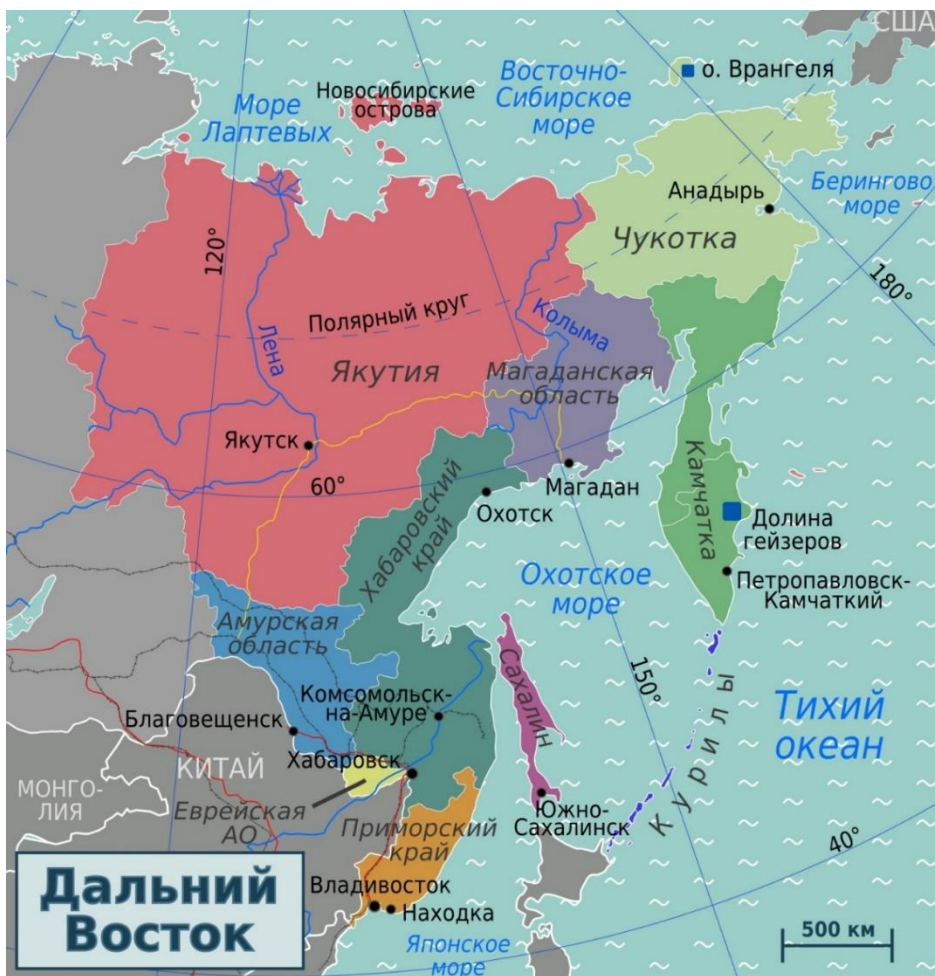 США
о. Врангеля
Восточно-
Сибирское
море
Новосибирские
острова
Море
Лаптевых
Берингово
море
Анадырь
Чукотка
120°
180°
Полярный круг
Колыма
Лена
Якутия
Магаданская
область
Якутск
60°
Магадан
Охотск
Камчатка
Хабаровский
край
Долина
гейзеров
Петропавловск-
Камчаткий
Охотское
море
Амурская
область
Сахалин
150°
Комсомольск-
на-Амуре
Благовещенск
Тихий
океан
Курилы
КИТАЙ
Хабаровск
МОНГО-
ЛИЯ
Еврейская
АО
Южно-
Сахалинск
Приморский
край
40°
Дальний
Восток
Владивосток
Находка
Японское
море
500 км